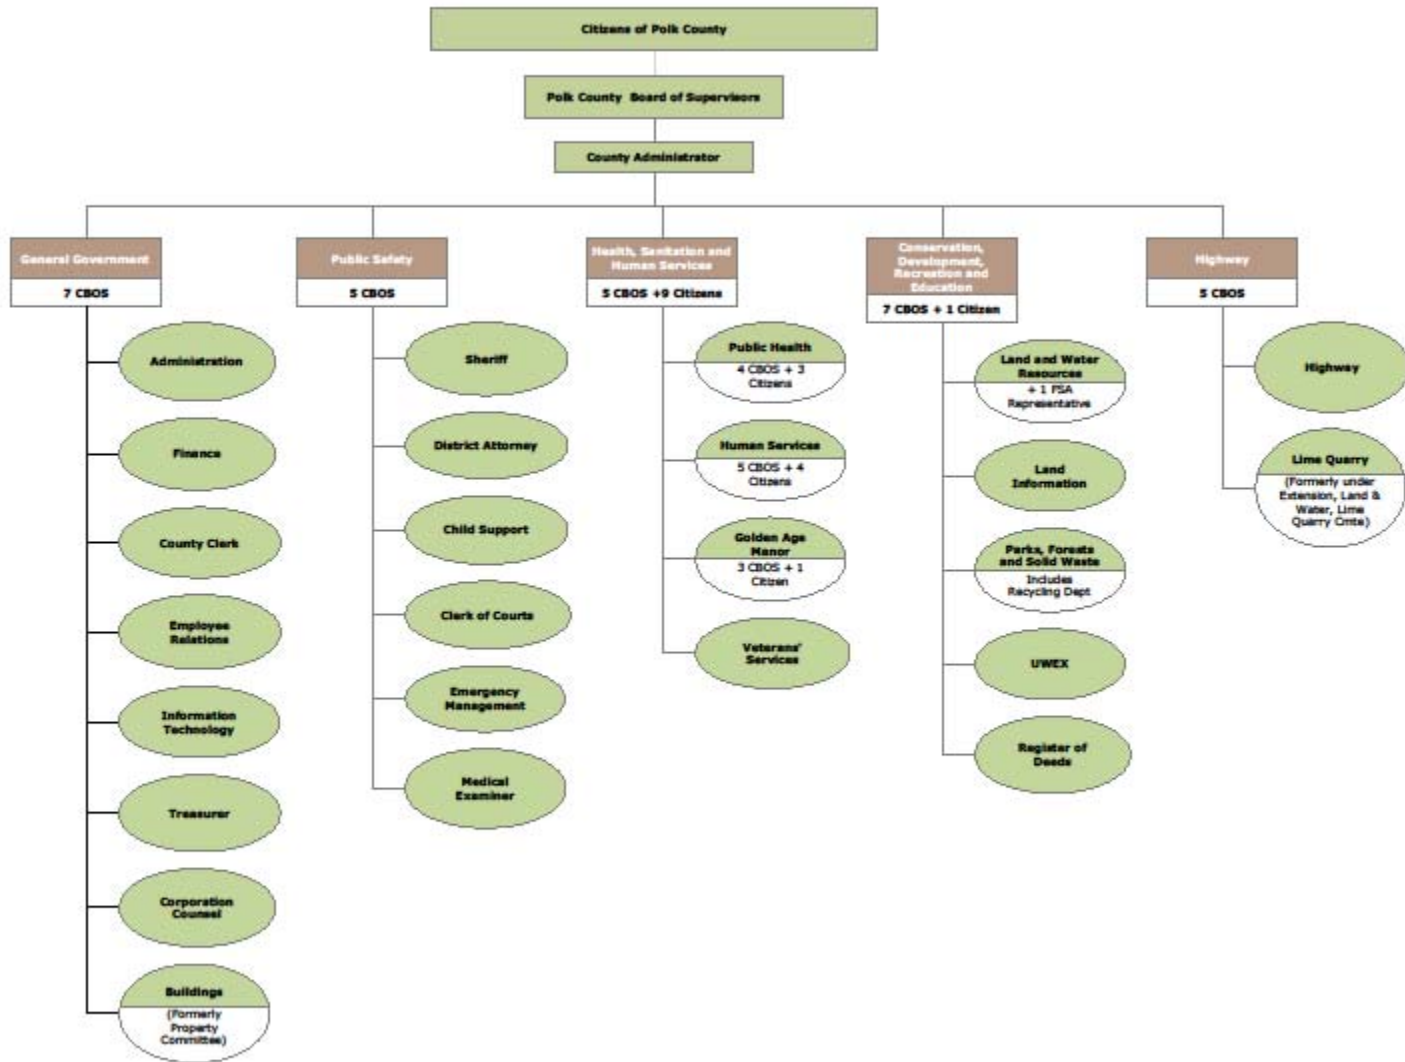 Citizens of Polk County
Polk County Board of Supervisors
County Administrator
General Government
7 CBOS
Administration
Finance
County Clerk
Employee
Relations
Information
Technology
Treasurer
Corporation
Counsel
Buildings
(Formerly
Property
Committee)
Public Safety
5 CBOS
Sheriff
District Attorney
Child Support
Clerk of Courts
Emergency
Management
Medical
Examiner
Health, Sanitation and
Human Services
5 CBOS +9 Citizens
Public Health
4 CBOS + 3
Citizens
Human Services
5 CBOS + 4
Citizens
Golden Age
Manor
3 CBOS + 1
Citizen
Veterans'
Services
Conservation,
Development,
Recreation and
Education
7 CBOS + 1 Citizen
Land and Water
Resources
+ 1 FSA
Representative
Land
Information
Parks, Forests
and Solid Waste
Includes
Recycling Dept
UWEX
Register of
Deeds
Highway
5 CBOS
Highway
Lime Quarry
(Formerly under
Extension, Land &
Water, Lime
Quarry Cmte)